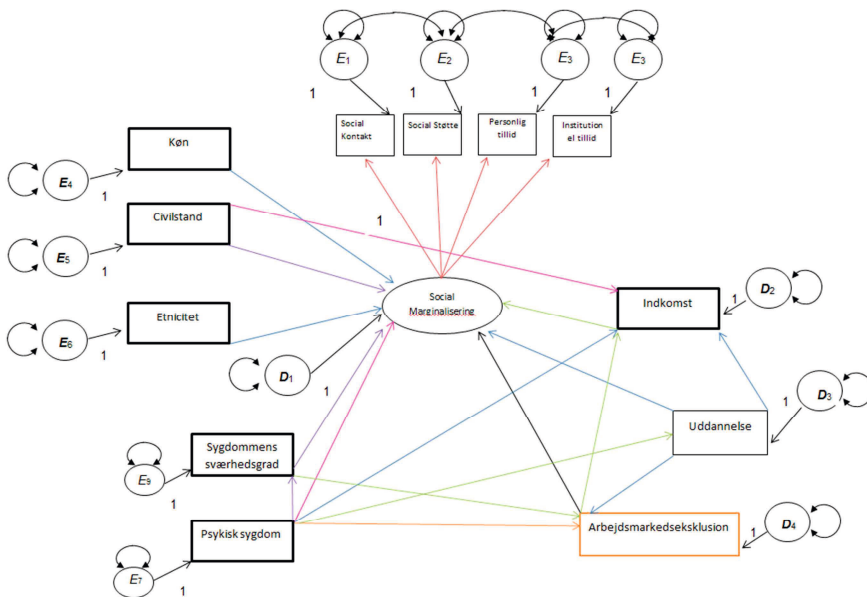 E1
E2
E3
E3
1
1
1
1
Social
Kontakt
Social Støtte
Personlig
tillid
Institution
el tillid
Køn
E4
1
Civilstand
1
E5
1
Etnicitet
E6
1
Social
Marginalisering
Indkomst
1
D2
D1
1
Uddannelse
1
D3
Sygdommens
sværhedsgrad
E9
1
Psykisk sygdom
E7
1
Arbejdsmarkedseksklusion
1
D4